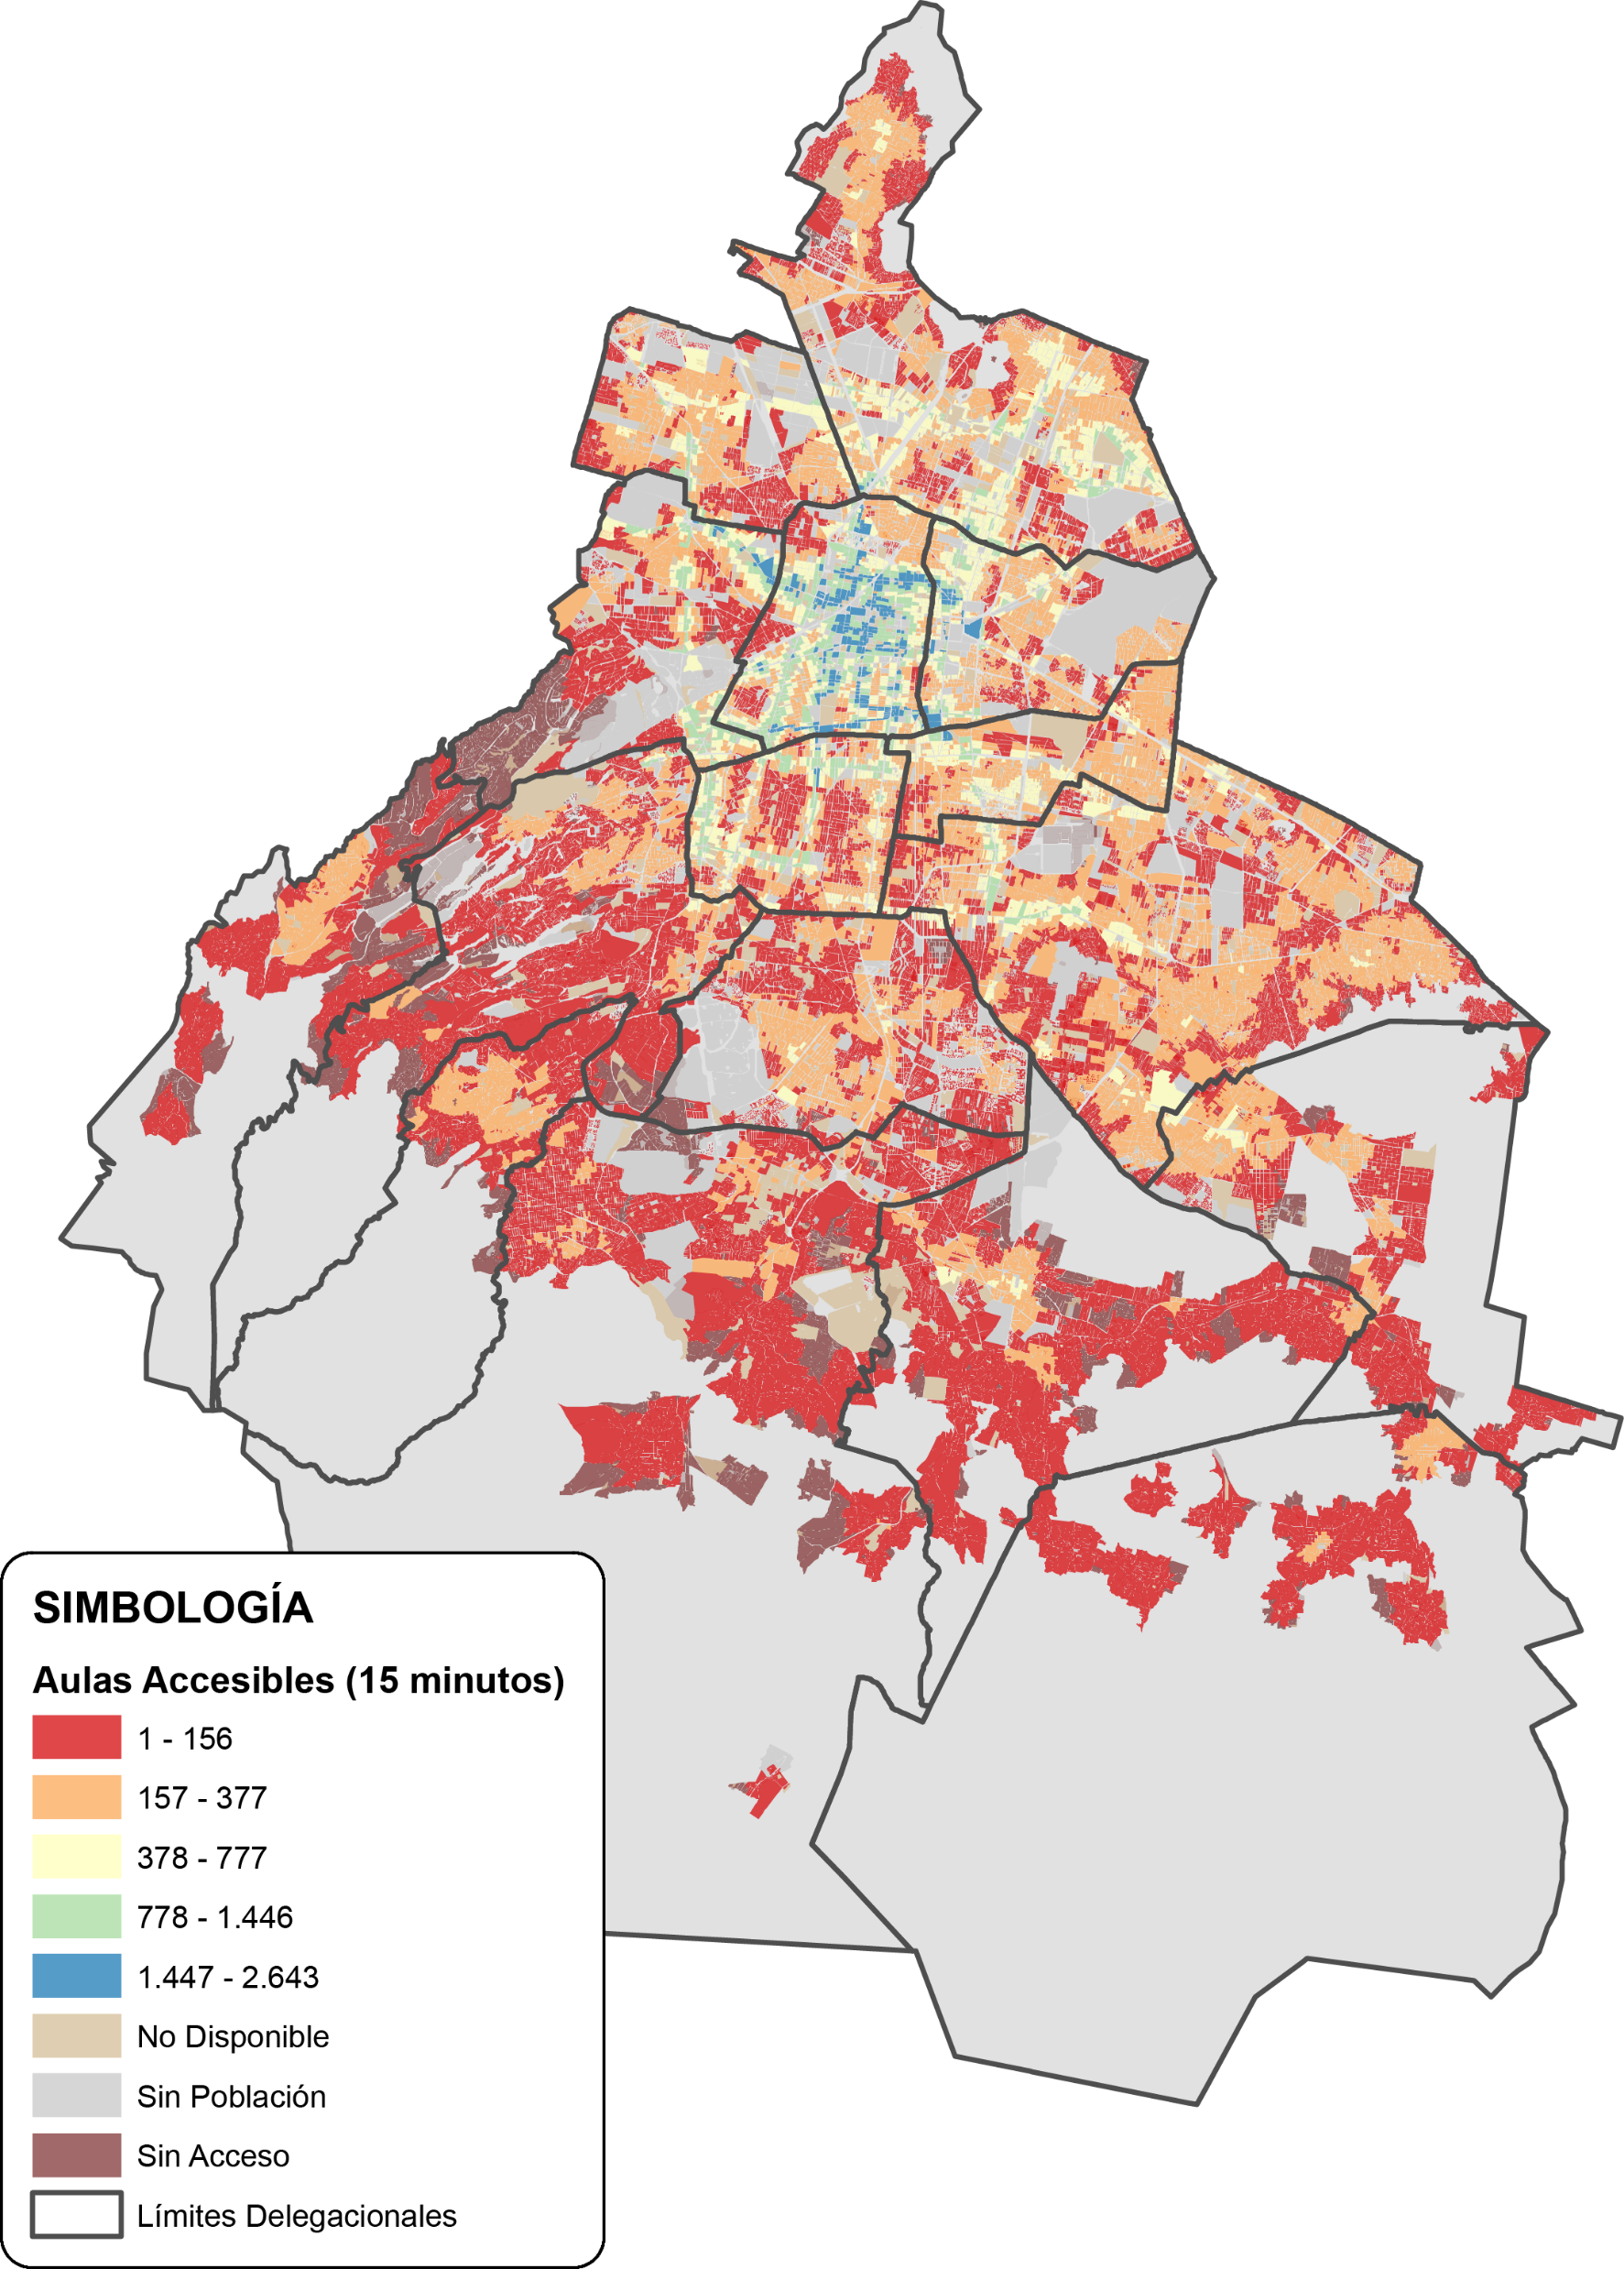 SIMBOLOGÍA
Aulas Accesibles (15 minutos)
1 - 156
157 - 377
378 - 777
778 - 1.446
1.447 - 2.643
No Disponible
Sin Población
Sin Acceso
Límites Delegacionales